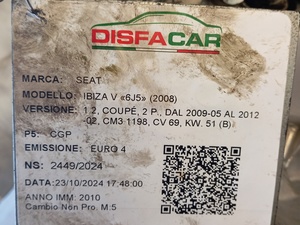 DISFACAR
MARCA: SEAT
MODELLO: IBIZA V «6J5» (2008)
VERSIONE: 1.2, COUPÉ, 2 P., DAL 2009-05 AL 2012
-02, CM3 1198, CV 69, KW. 51 (B)
P5: CGP
EMISSIONE: EURO 4
NS: 2449/2024
DATA:23/10/2024 17:48:00
ANNO IMM: 2010
Cambio Non Pro. M:5